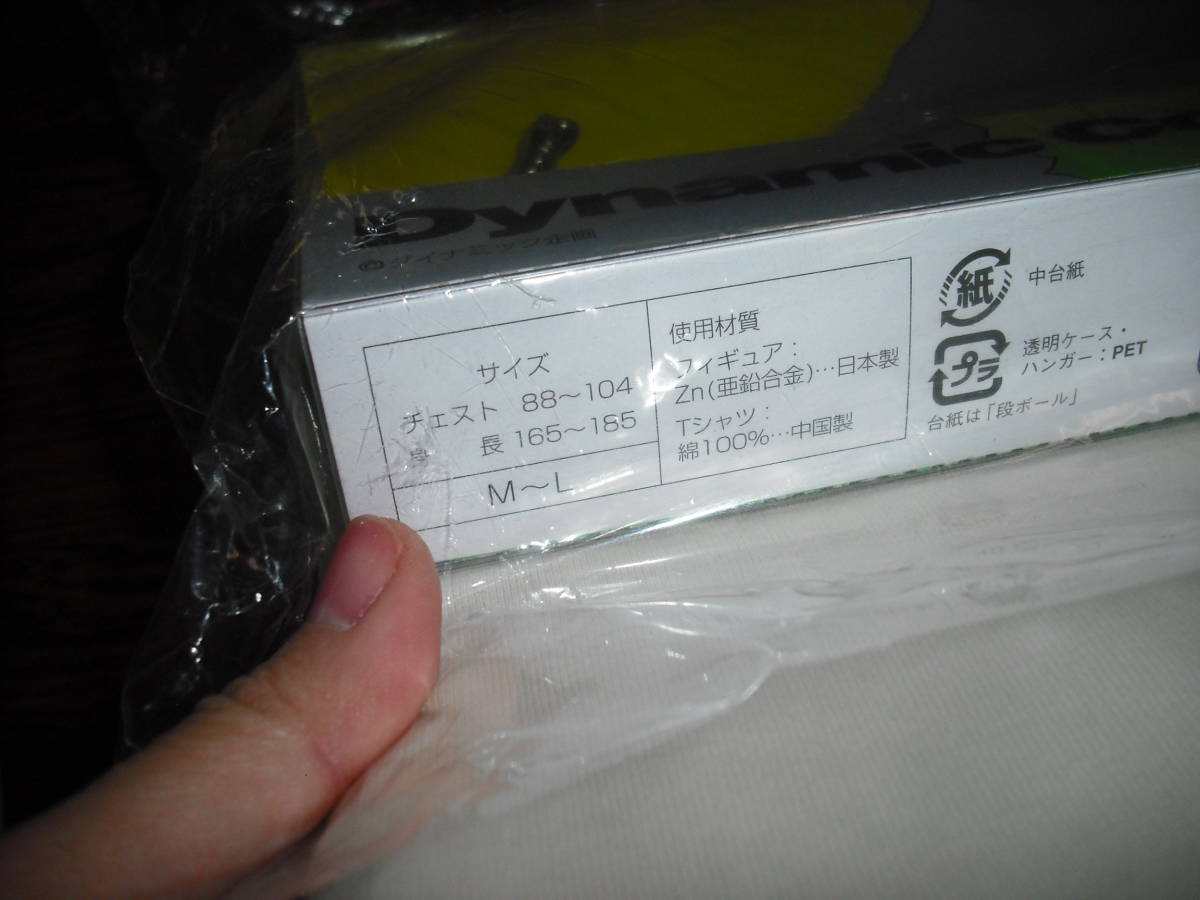 Dynamic
©ダイナミック企画
サイズ
チェスト 88～104
身長 165～185
M～L
使用材質
フィギュア：
Zn(亜鉛合金)…日本製
Tシャツ：
綿100%…中国製
紙
中台紙
プラ
透明ケース・
ハンガー：PET
台紙は「段ボール」